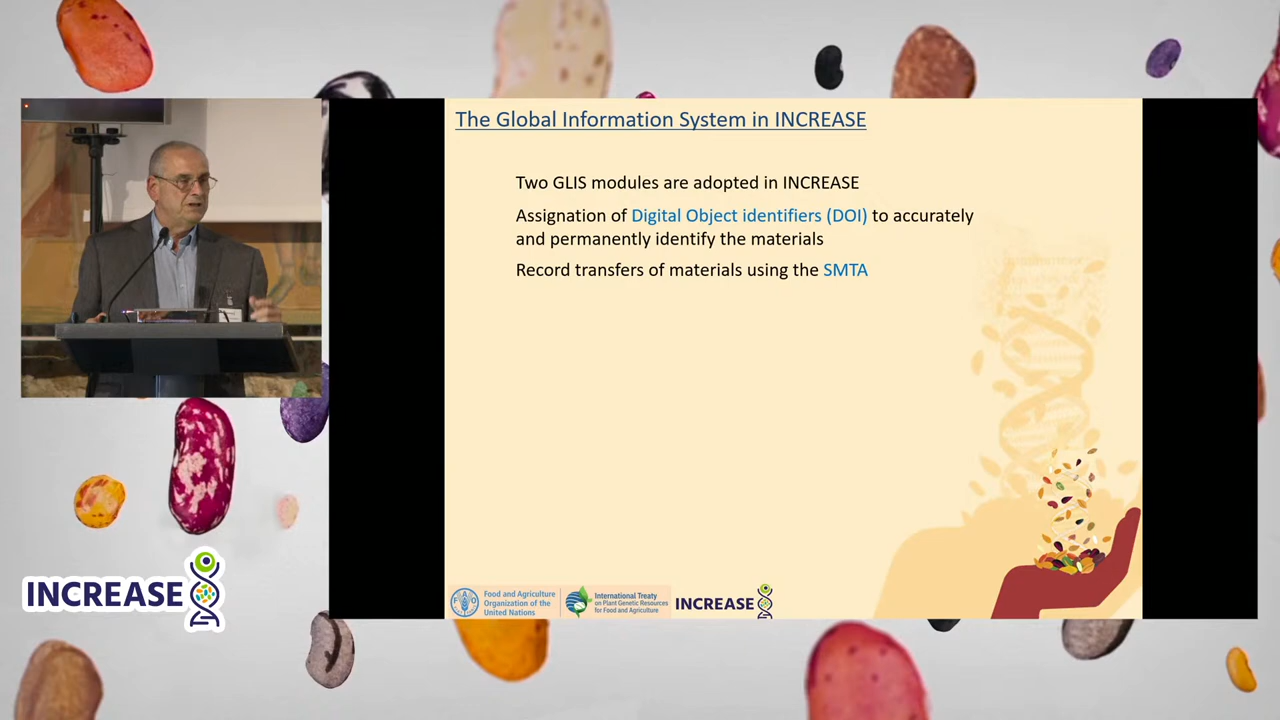 The Global Information System in INCREASE
Two GLIS modules are adopted in INCREASE
Assignation of Digital Object identifiers (DOI) to accurately
and permanently identify the materials
Record transfers of materials using the SMTA
Food and Agriculture
Organization of the
United Nations
International Treaty
on Plant Genetic Resources
for Food and Agriculture
INCREASE
INCREASE